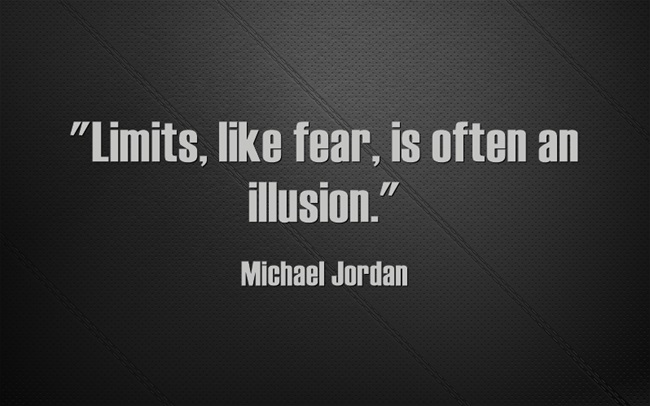 "Limits, like fear, is often an
illusion."
Michael Jordan